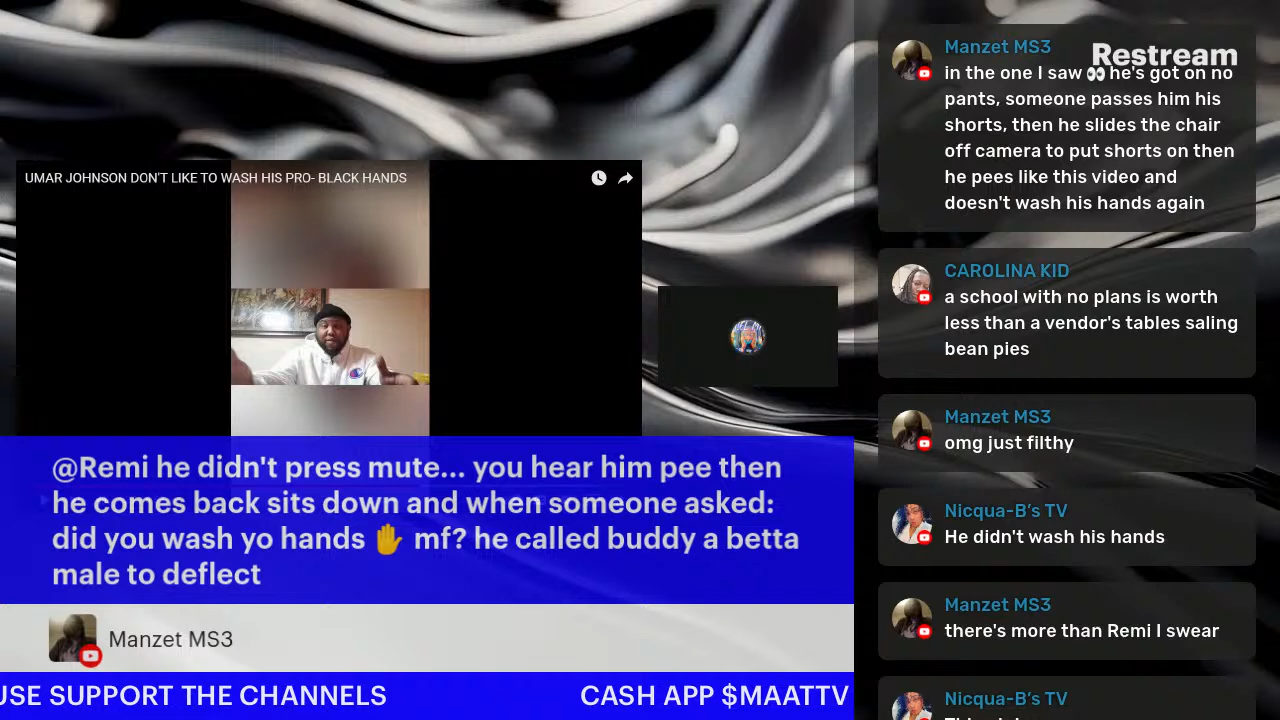 Restream
UMAR JOHNSON DON'T LIKE TO WASH HIS PRO- BLACK HANDS
@Remi he didn't press mute... you hear him pee then
he comes back sits down and when someone asked:
did you wash yo hands ✋ mf? he called buddy a betta
male to deflect
Manzet MS3
USE SUPPORT THE CHANNELS
CASH APP $MAATTV
Manzet MS3
in the one I saw 👀 he's got on no
pants, someone passes him his
shorts, then he slides the chair
off camera to put shorts on then
he pees like this video and
doesn't wash his hands again
CAROLINA KID
a school with no plans is worth
less than a vendor's tables saling
bean pies
Manzet MS3
omg just filthy
Nicqua-B’s TV
He didn't wash his hands
Manzet MS3
there's more than Remi I swear
Nicqua-B’s TV